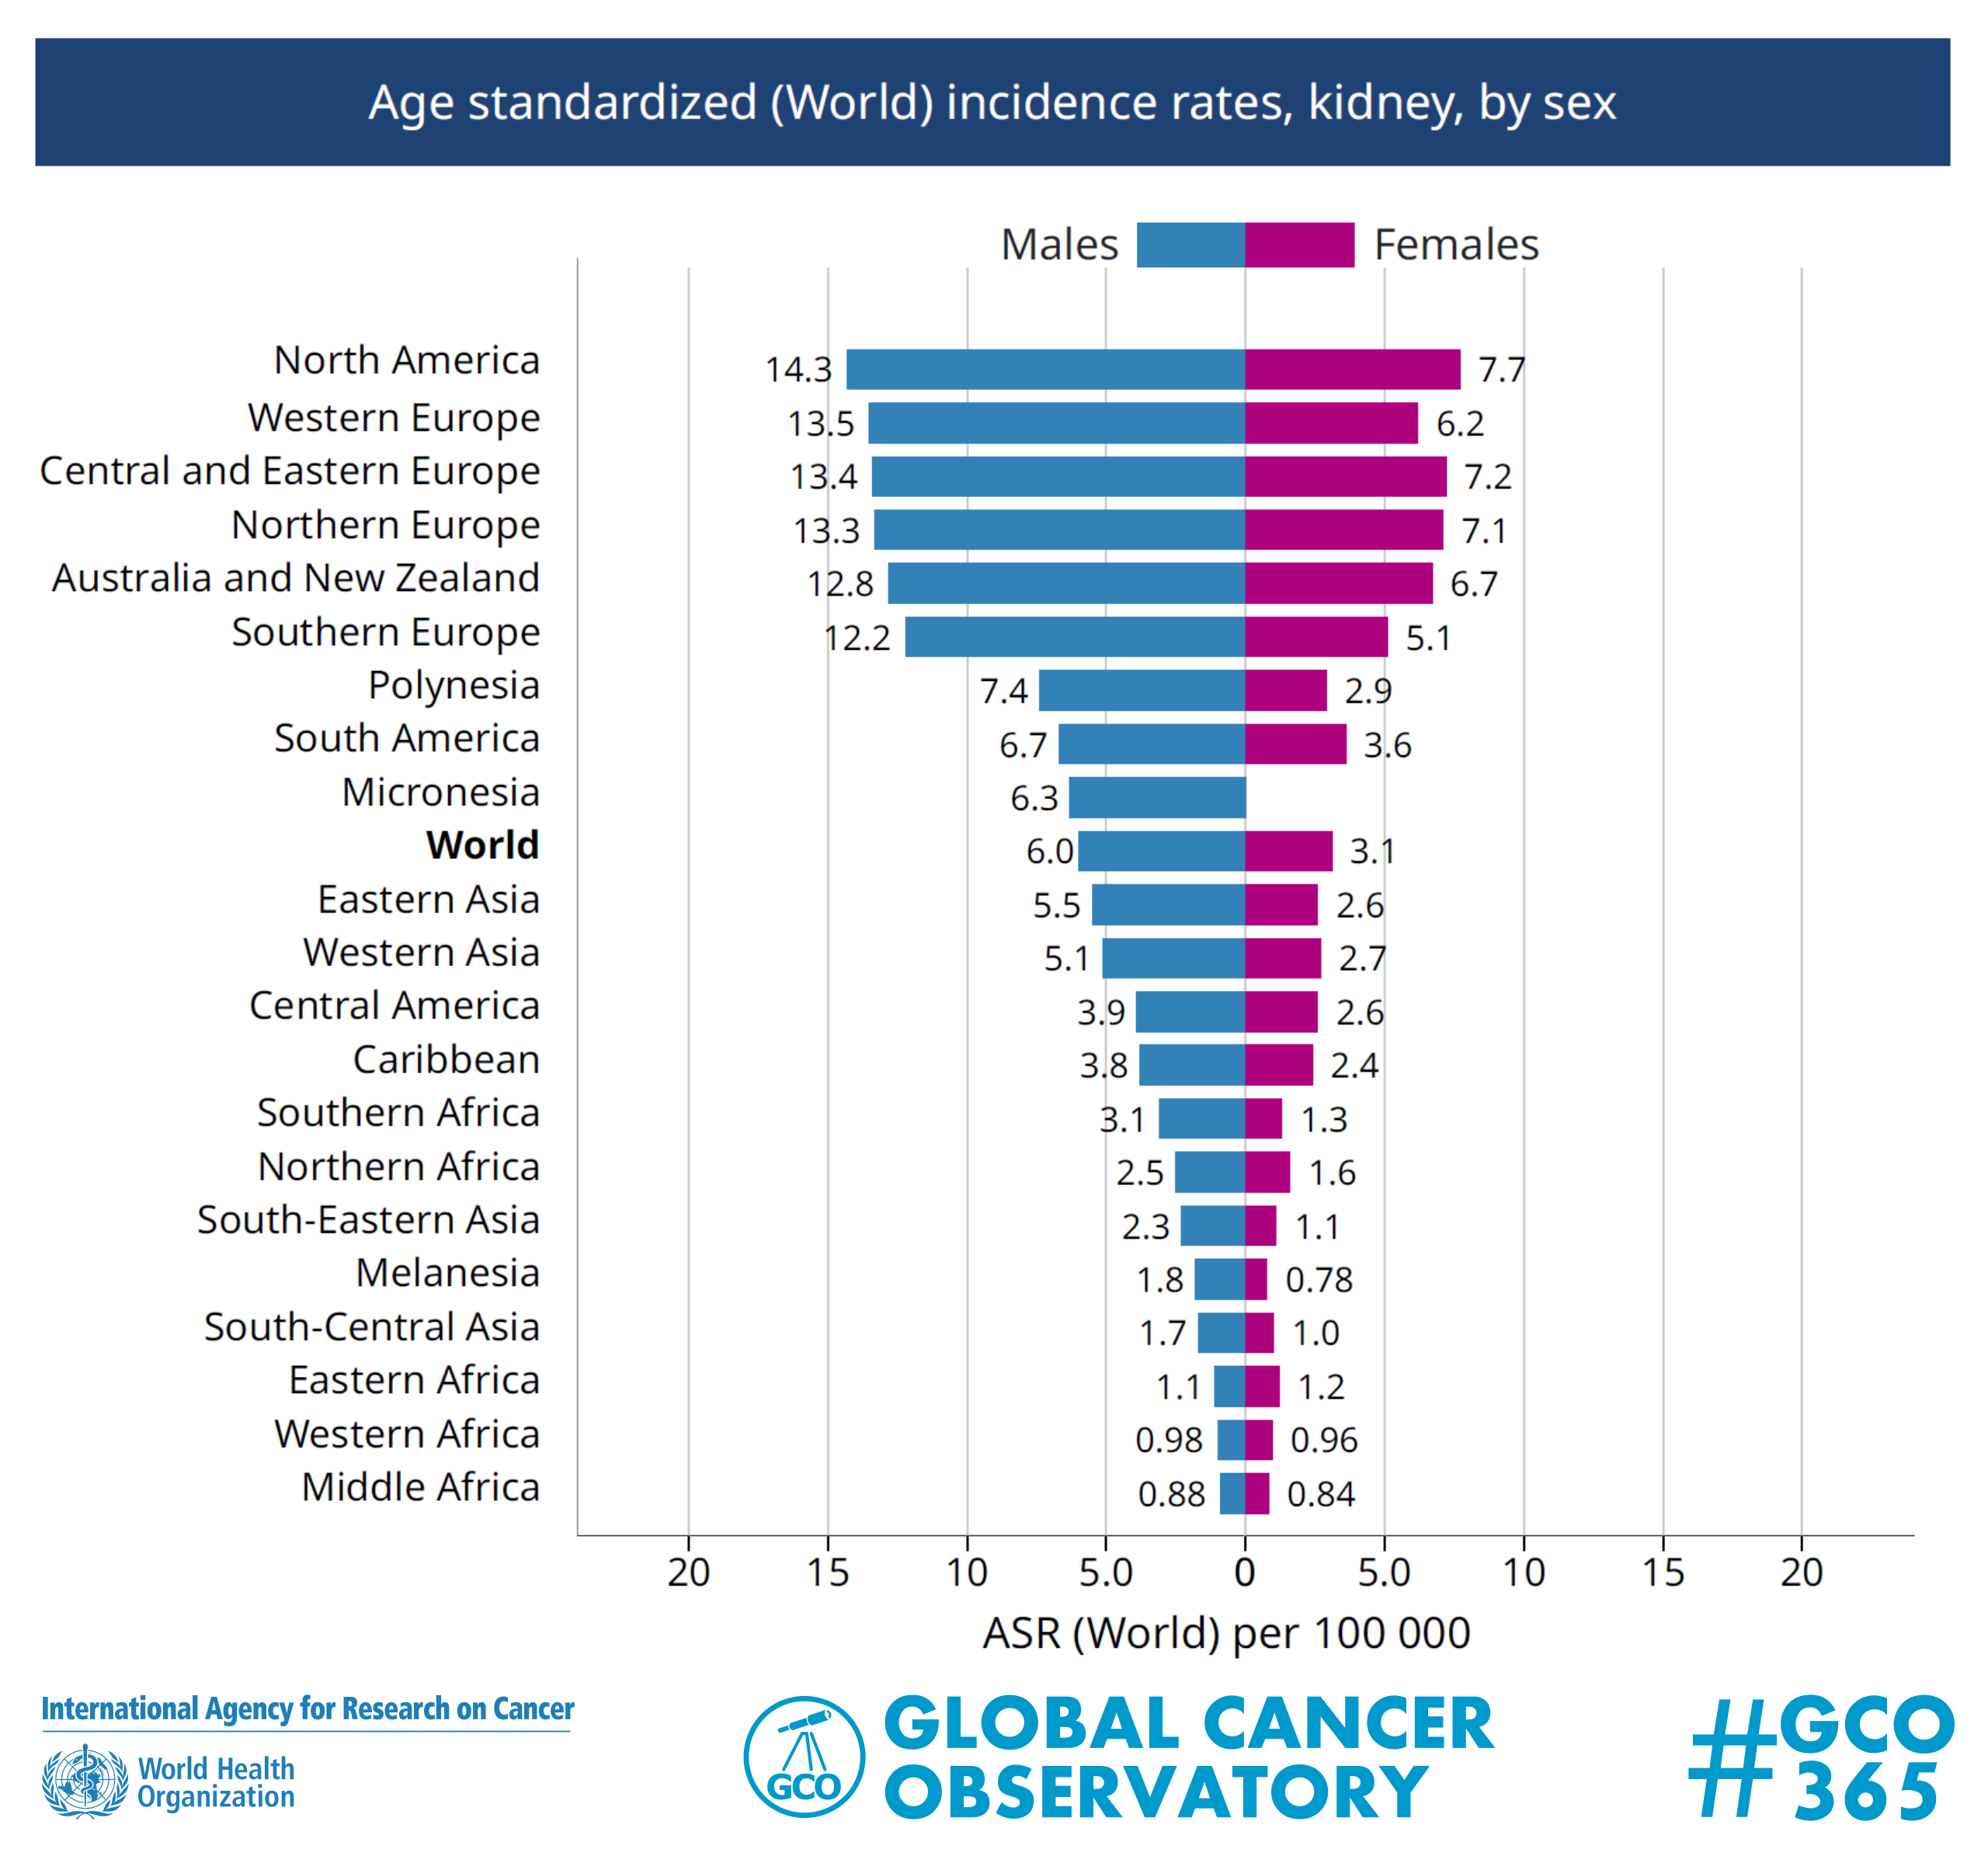 Age standardized (World) incidence rates, kidney, by sex
Males Females
North America 14.3 7.7
Western Europe 13.5 6.2
Central and Eastern Europe 13.4 7.2
Northern Europe 13.3 7.1
Australia and New Zealand 12.8 6.7
Southern Europe 12.2 5.1
Polynesia 7.4 2.9
South America 6.7 3.6
Micronesia 6.3
World 6.0 3.1
Eastern Asia 5.5 2.6
Western Asia 5.1 2.7
Central America 3.9 2.6
Caribbean 3.8 2.4
Southern Africa 3.1 1.3
Northern Africa 2.5 1.6
South-Eastern Asia 2.3 1.1
Melanesia 1.8 0.78
South-Central Asia 1.7 1.0
Eastern Africa 1.1 1.2
Western Africa 0.98 0.96
Middle Africa 0.88 0.84
20 15 10 5.0 0 5.0 10 15 20
ASR (World) per 100 000
International Agency for Research on Cancer
World Health
Organization
GCO
GLOBAL CANCER
OBSERVATORY
#GCO
365